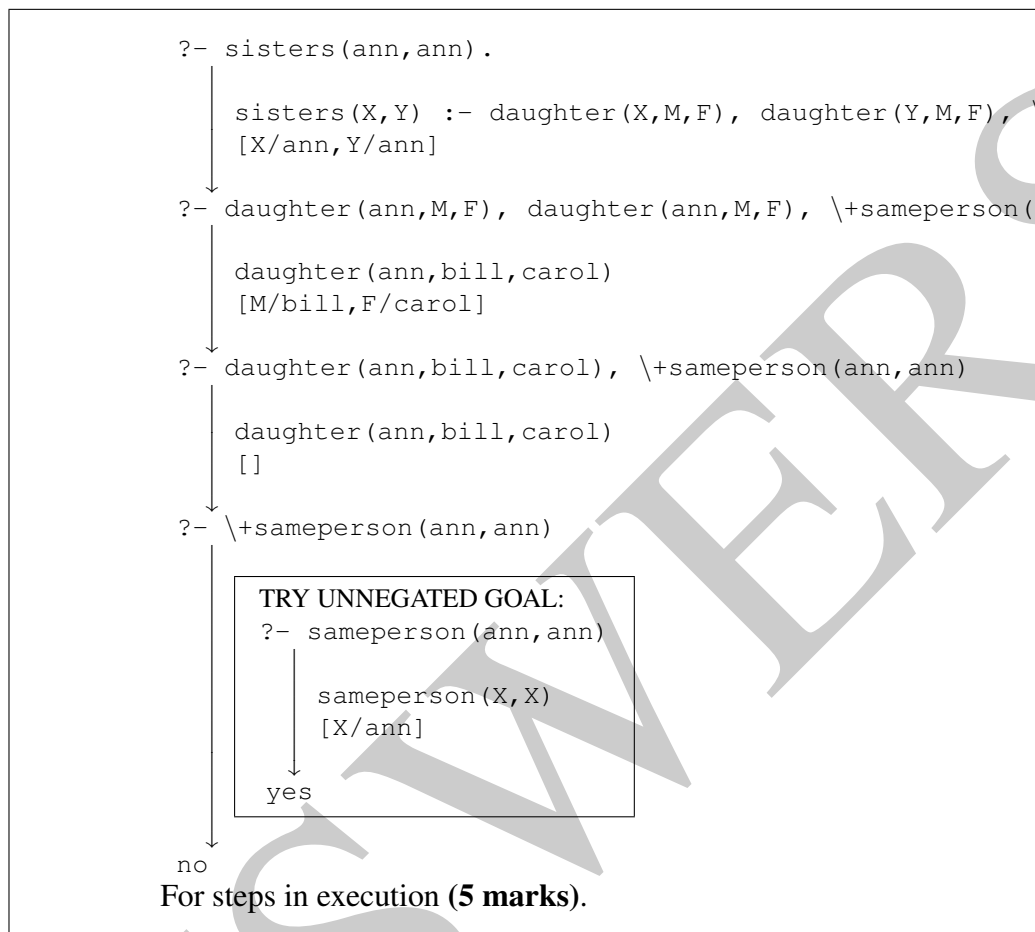 ?- sisters(ann,ann).
sisters(X,Y) :- daughter(X,M,F), daughter(Y,M,F), \
[X/ann,Y/ann]
?- daughter(ann,M,F), daughter(ann,M,F), \+sameperson(
daughter(ann,bill,carol)
[M/bill,F/carol]
?- daughter(ann,bill,carol), \+sameperson(ann,ann)
daughter(ann,bill,carol)
[]
?- \+sameperson(ann,ann)
TRY UNNEGATED GOAL:
?- sameperson(ann,ann)
sameperson(X,X)
[X/ann]
yes
no
For steps in execution (5 marks).
SWERS